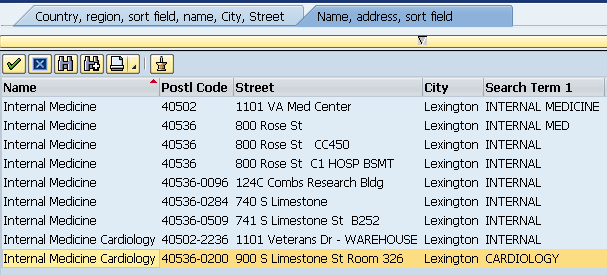 Country, region, sort field, name, City, Street Name, address, sort field
Name Postl Code Street City Search Term 1
Internal Medicine 40502 1101 VA Med Center Lexington INTERNAL MEDICINE
Internal Medicine 40536 800 Rose St Lexington INTERNAL MED
Internal Medicine 40536 800 Rose St CC450 Lexington INTERNAL
Internal Medicine 40536 800 Rose St C1 HOSP BSMT Lexington INTERNAL
Internal Medicine 40536-0096 124C Combs Research Bldg Lexington INTERNAL
Internal Medicine 40536-0284 740 S Limestone Lexington INTERNAL
Internal Medicine 40536-0509 741 S Limestone St B252 Lexington INTERNAL
Internal Medicine Cardiology 40502-2236 1101 Veterans Dr - WAREHOUSE Lexington INTERNAL
Internal Medicine Cardiology 40536-0200 900 S Limestone St Room 326 Lexington CARDIOLOGY